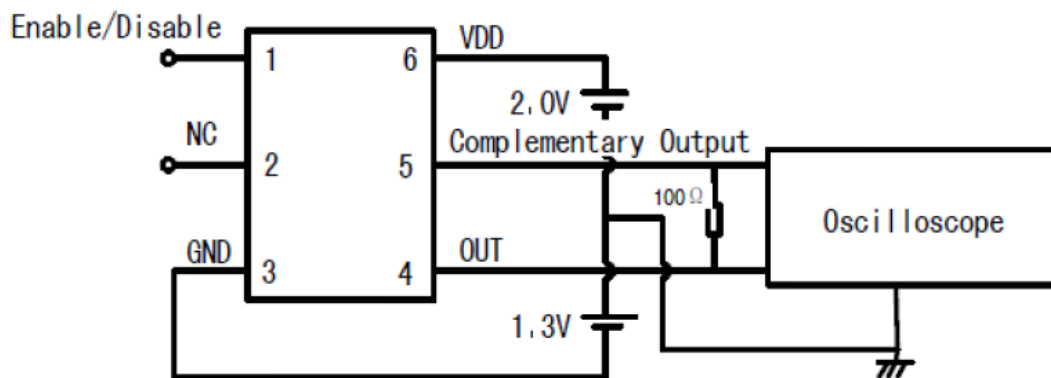 Enable/Disable
1
6
VDD
2.0V
NC
2
5
Complementary Output
100Ω
Oscilloscope
GND
3
4
OUT
1.3V